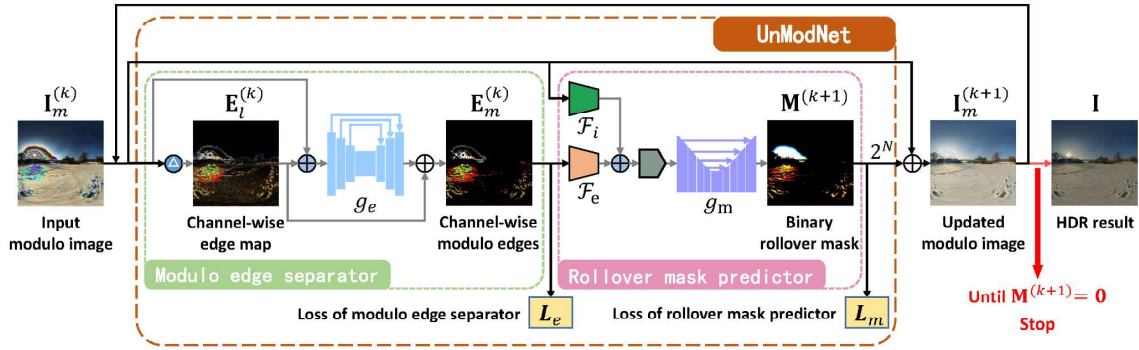 UnModNet
I_m^{(k)}
E_l^{(k)}
E_m^{(k)}
M^{(k+1)}
I_m^{(k+1)}
I
F_i
F_e
g_e
g_m
2^N
Input
modulo image
Channel-wise
edge map
Channel-wise
modulo edges
Binary
rollover mask
Updated
modulo image
HDR result
Modulo edge separator
Rollover mask predictor
Loss of modulo edge separator
L_e
Loss of rollover mask predictor
L_m
Until M^{(k+1)} = 0
Stop